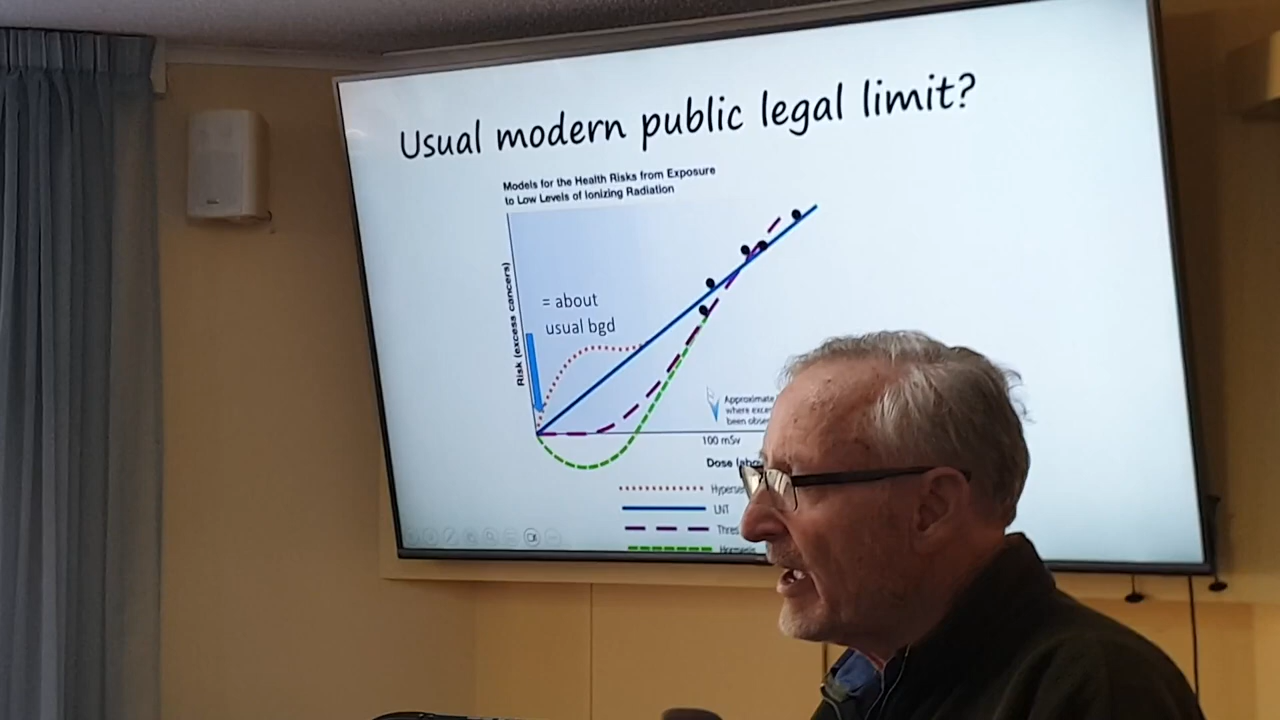 Usual modern public legal limit?
Models for the Health Risks from Exposure
to Low Levels of Ionizing Radiation
Risk (excess cancers)
= about
usual bgd
Approximate
where exce
been obser
100 mSv
Dose (abo
Hyperse
LNT
Thres
Hormesis